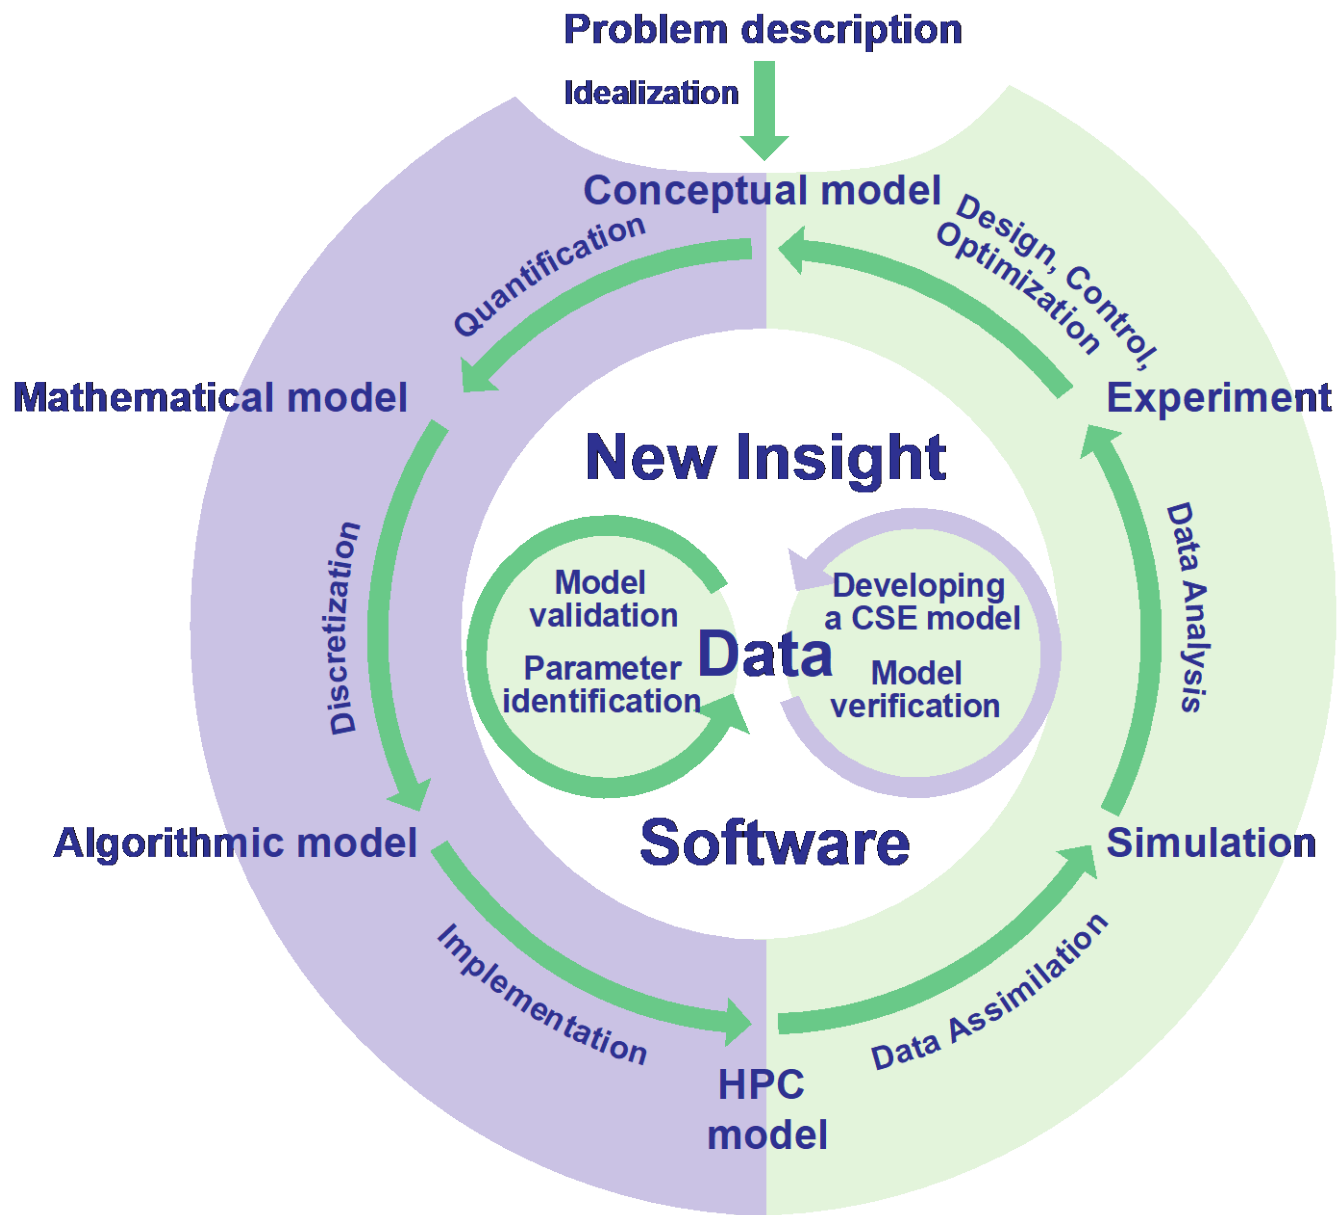 Problem description
Idealization
Conceptual model
Quantification
Design, Control,
Optimization
Mathematical model
Experiment
New Insight
Discretization
Data Analysis
Model
validation
Parameter
identification
Data
Developing
a CSE model
Model
verification
Software
Algorithmic model
Simulation
Implementation
Data Assimilation
HPC
model